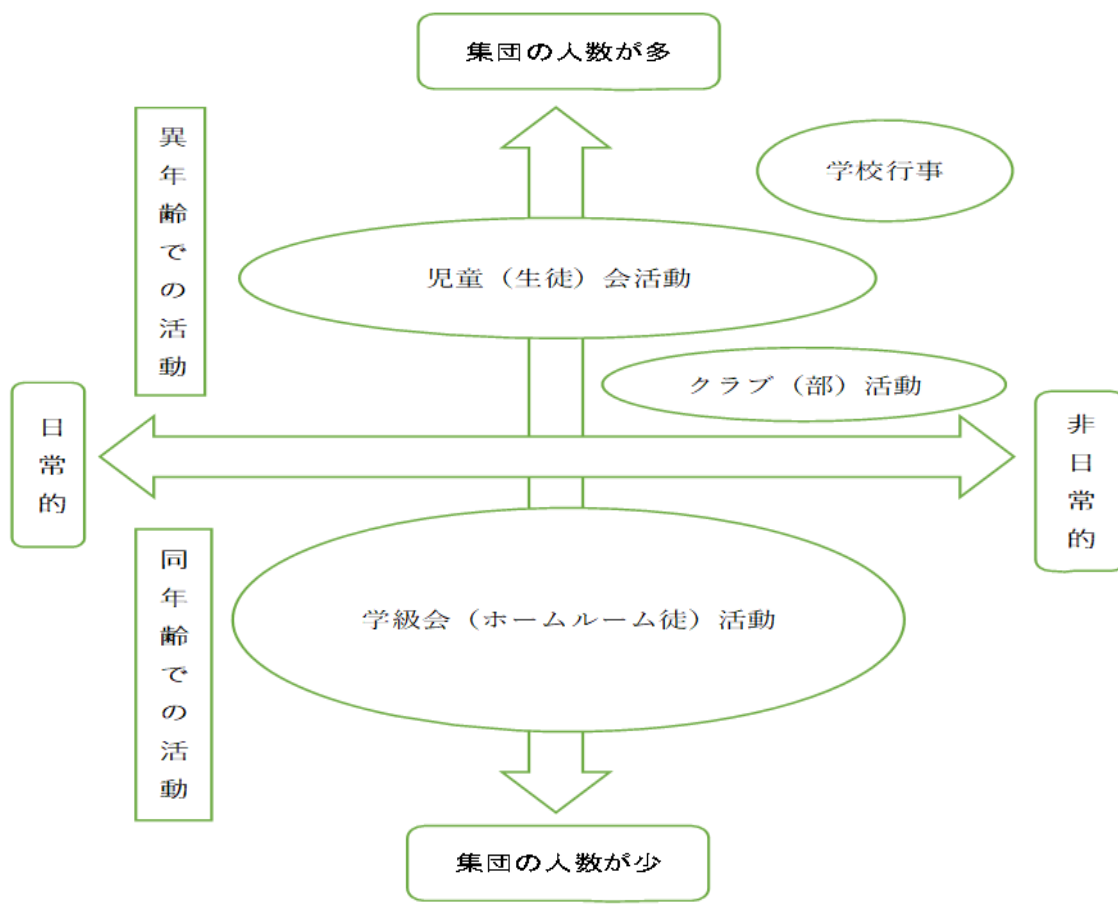 集団の人数が多
異年齢での活動
学校行事
児童（生徒）会活動
クラブ（部）活動
日常的
非日常的
同年齢での活動
学級会（ホームルーム徒）活動
集団の人数が少